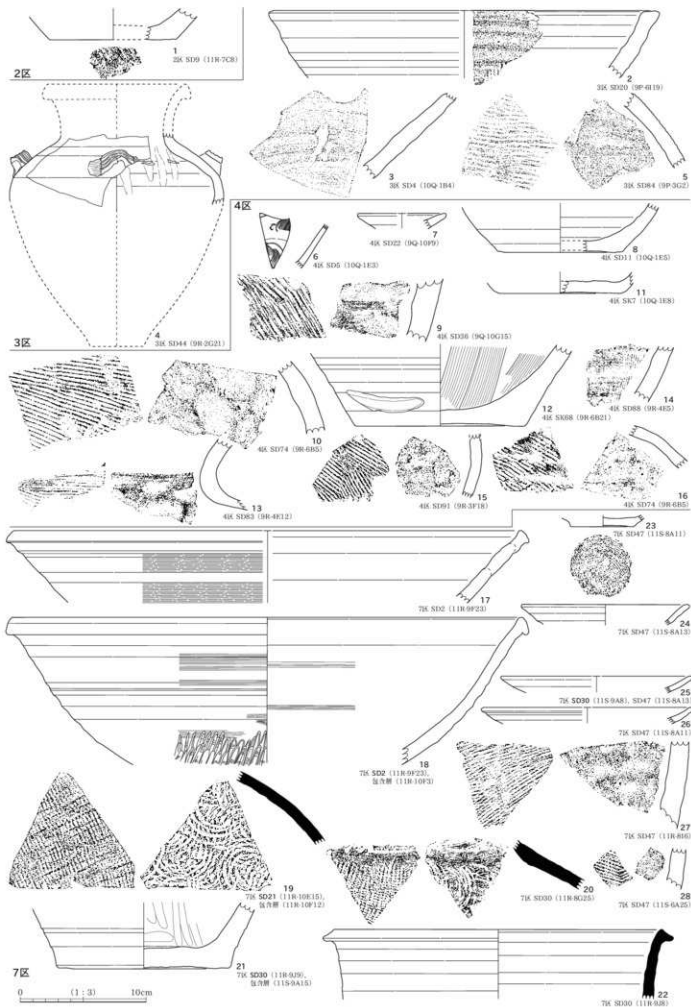 1
2区 SD9 (11R-7C8)
2区
2
3区 SD20 (9P-6I19)
3
3区 SD4 (10Q-1B4)
5
3区 SD84 (9P-3G2)
4
3区 SD44 (9R-2G21)
3区
4区
6
4区 SD5 (10Q-1E3)
7
4区 SD22 (9Q-10F9)
8
4区 SD11 (10Q-1E5)
9
4区 SD36 (9Q-10G15)
11
4区 SK7 (10Q-1E8)
10
4区 SD74 (9R-6B5)
12
4区 SK68 (9R-6B21)
14
4区 SD88 (9R-4E5)
13
4区 SD83 (9R-4E12)
15
4区 SD91 (9R-3F18)
16
4区 SD74 (9R-6B5)
17
7区 SD2 (11R-9F23)
23
7区 SD47 (11S-8A11)
24
7区 SD47 (11S-8A13)
25
7区 SD30 (11S-9A8)、SD47 (11S-8A13)
26
7区 SD47 (11S-8A11)
18
7区 SD2 (11R-9F23)、
包含層 (11R-10F3)
27
7区 SD47 (11R-8I6)
19
7区 SD21 (11R-10E15)、
包含層 (11R-10F12)
20
7区 SD30 (11R-8G25)
28
7区 SD47 (11S-6A25)
21
7区 SD30 (11R-9J9)、
包含層 (11S-9A15)
22
7区 SD30 (11R-9J8)
7区
0 (1:3) 10cm